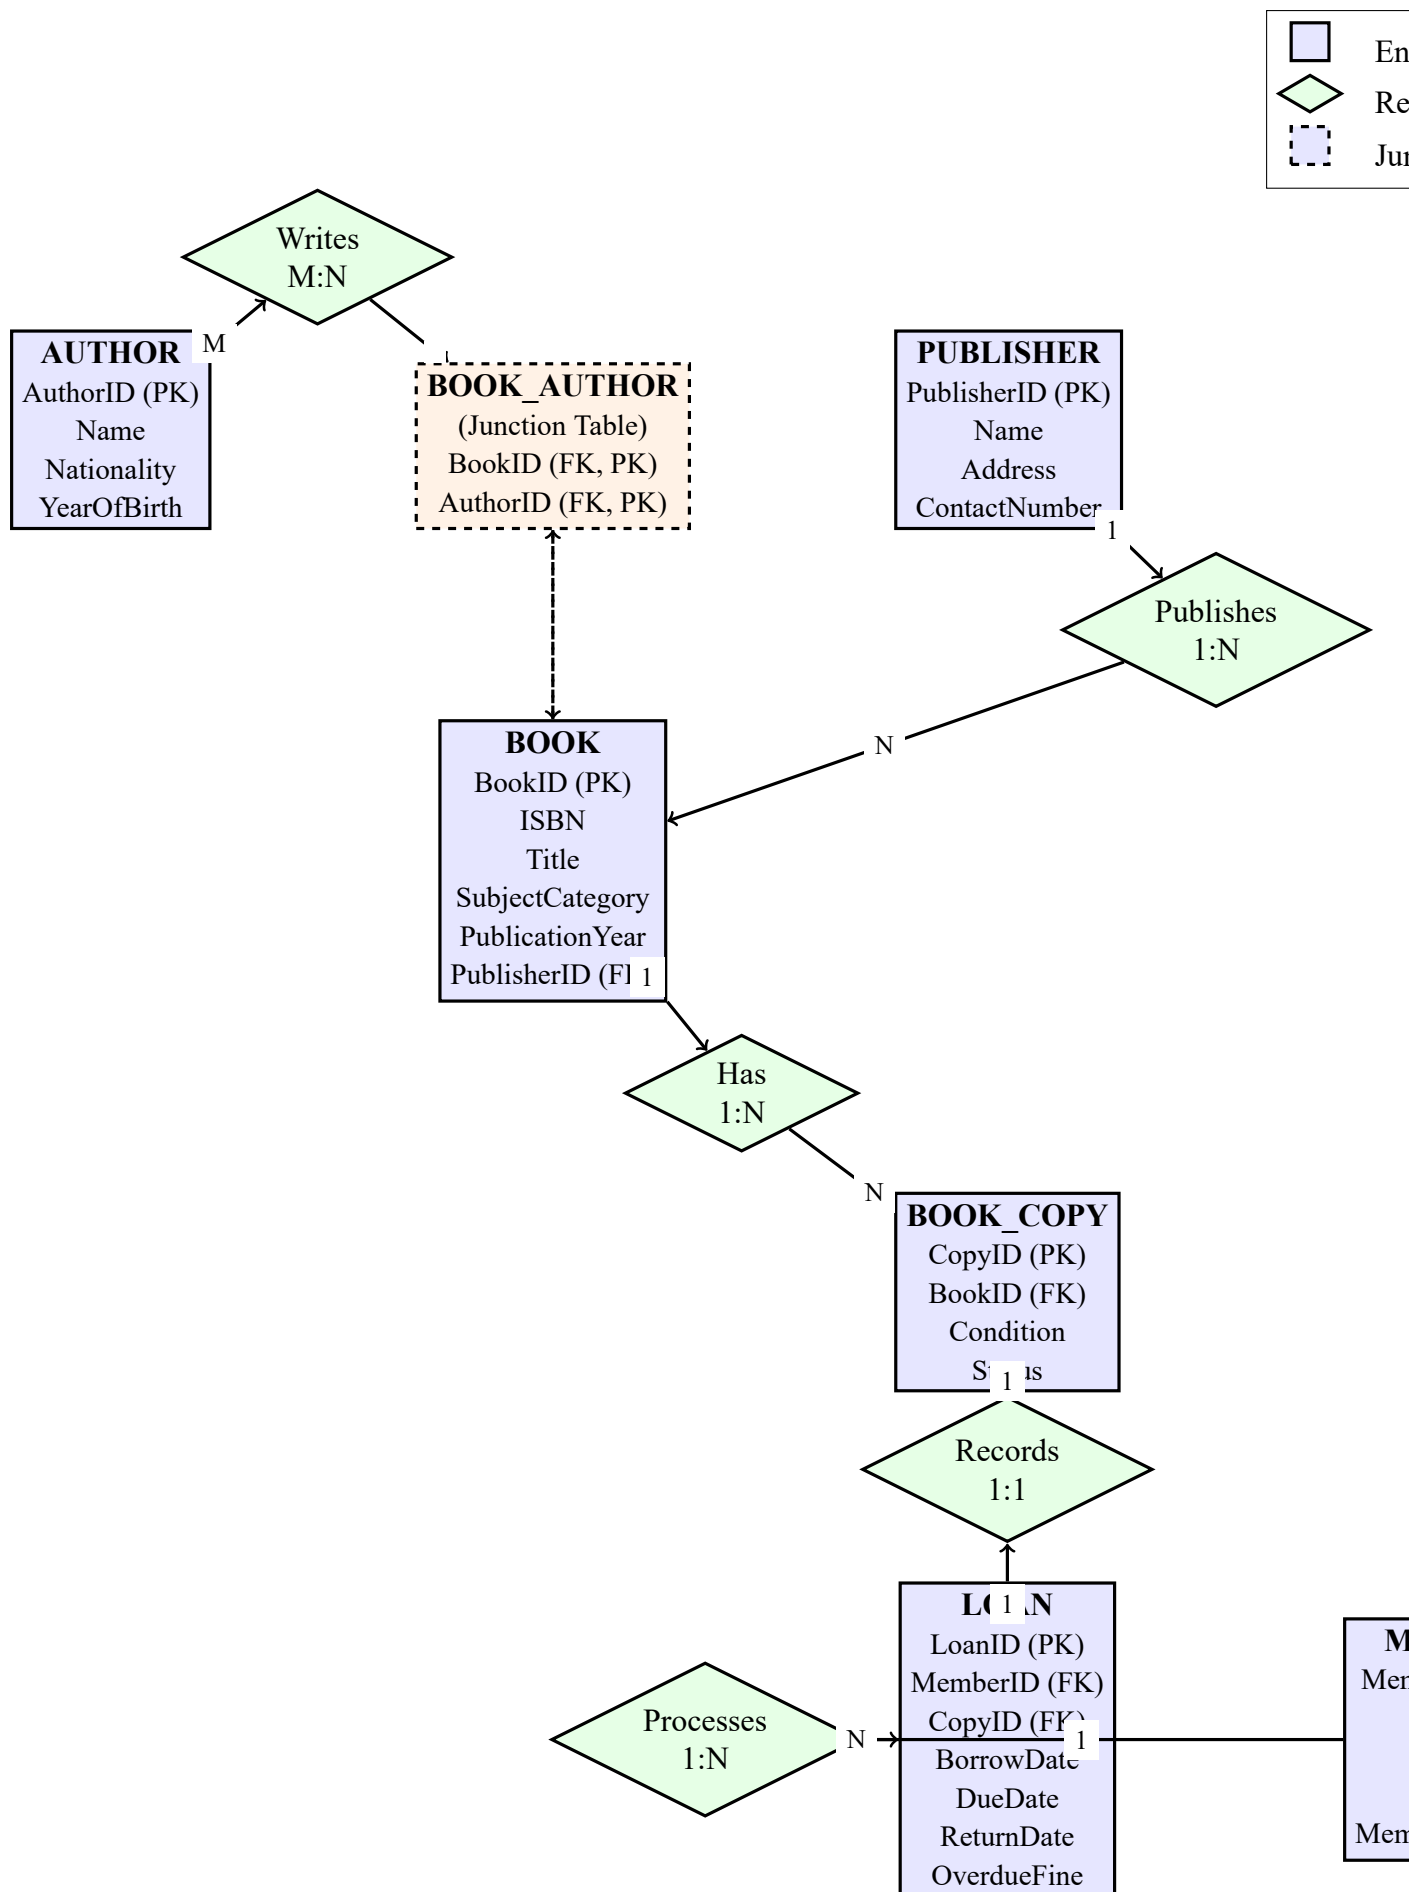 En
Re
Jun
Writes
M:N
M
AUTHOR
AuthorID (PK)
Name
Nationality
YearOfBirth
BOOK_AUTHOR
(Junction Table)
BookID (FK, PK)
AuthorID (FK, PK)
PUBLISHER
PublisherID (PK)
Name
Address
ContactNumber
1
Publishes
1:N
N
BOOK
BookID (PK)
ISBN
Title
SubjectCategory
PublicationYear
PublisherID
1
Has
1:N
N
BOOK_COPY
CopyID (PK)
BookID (FK)
Condition
1
Records
1:1
1
LoanID (PK)
MemberID (FK)
CopyID (FK)
BorrowDate
DueDate
ReturnDate
OverdueFine
Processes
1:N
N
1
M
Mem